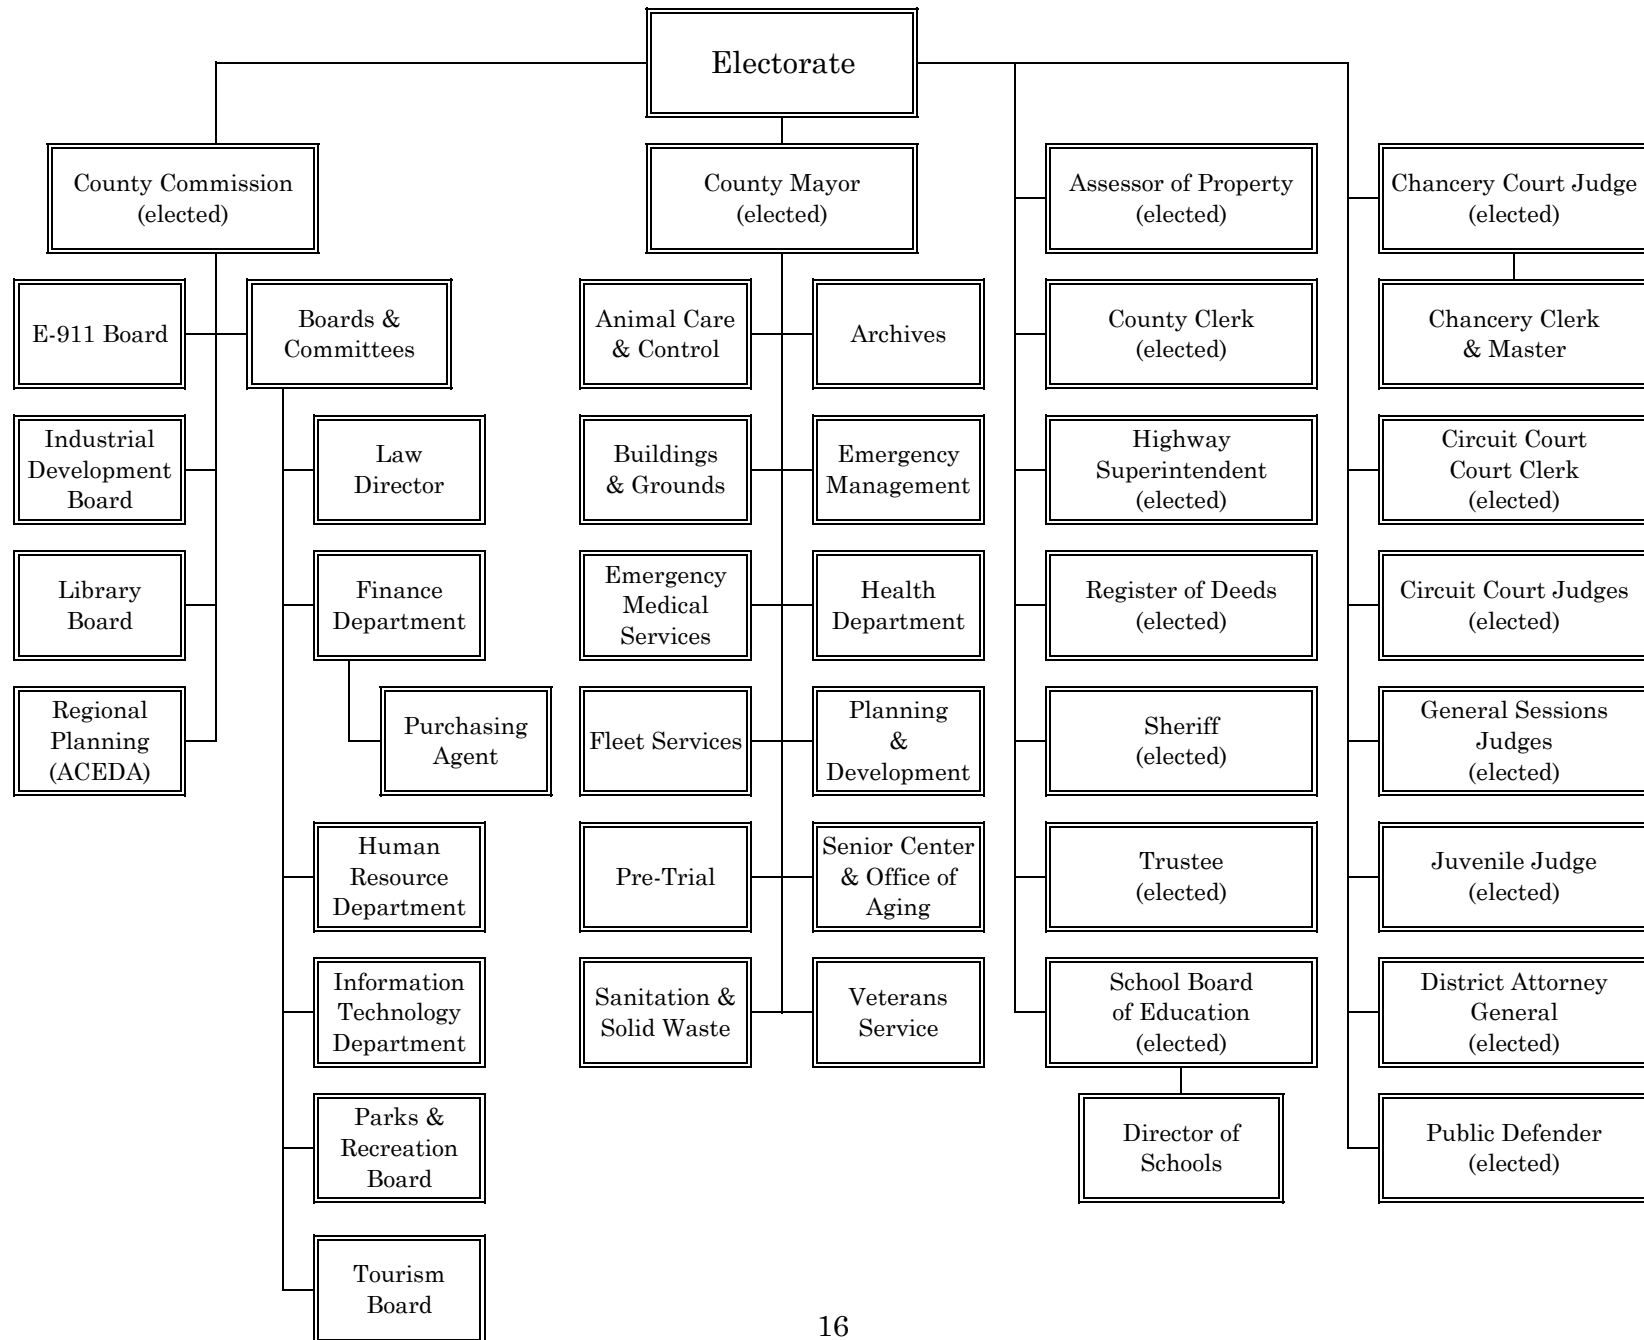 Electorate
County Commission
(elected)
County Mayor
(elected)
Assessor of Property
(elected)
Chancery Court Judge
(elected)
E-911 Board
Boards &
Committees
Animal Care
& Control
Archives
County Clerk
(elected)
Chancery Clerk
& Master
Industrial
Development
Board
Law
Director
Buildings
& Grounds
Emergency
Management
Highway
Superintendent
(elected)
Circuit Court
Court Clerk
(elected)
Library
Board
Finance
Department
Emergency
Medical
Services
Health
Department
Register of Deeds
(elected)
Circuit Court Judges
(elected)
Regional
Planning
(ACEDA)
Purchasing
Agent
Fleet Services
Planning
&
Development
Sheriff
(elected)
General Sessions
Judges
(elected)
Human
Resource
Department
Pre-Trial
Senior Center
& Office of
Aging
Trustee
(elected)
Juvenile Judge
(elected)
Information
Technology
Department
Sanitation &
Solid Waste
Veterans
Service
School Board
of Education
(elected)
District Attorney
General
(elected)
Parks &
Recreation
Board
Director of
Schools
Public Defender
(elected)
Tourism
Board
16